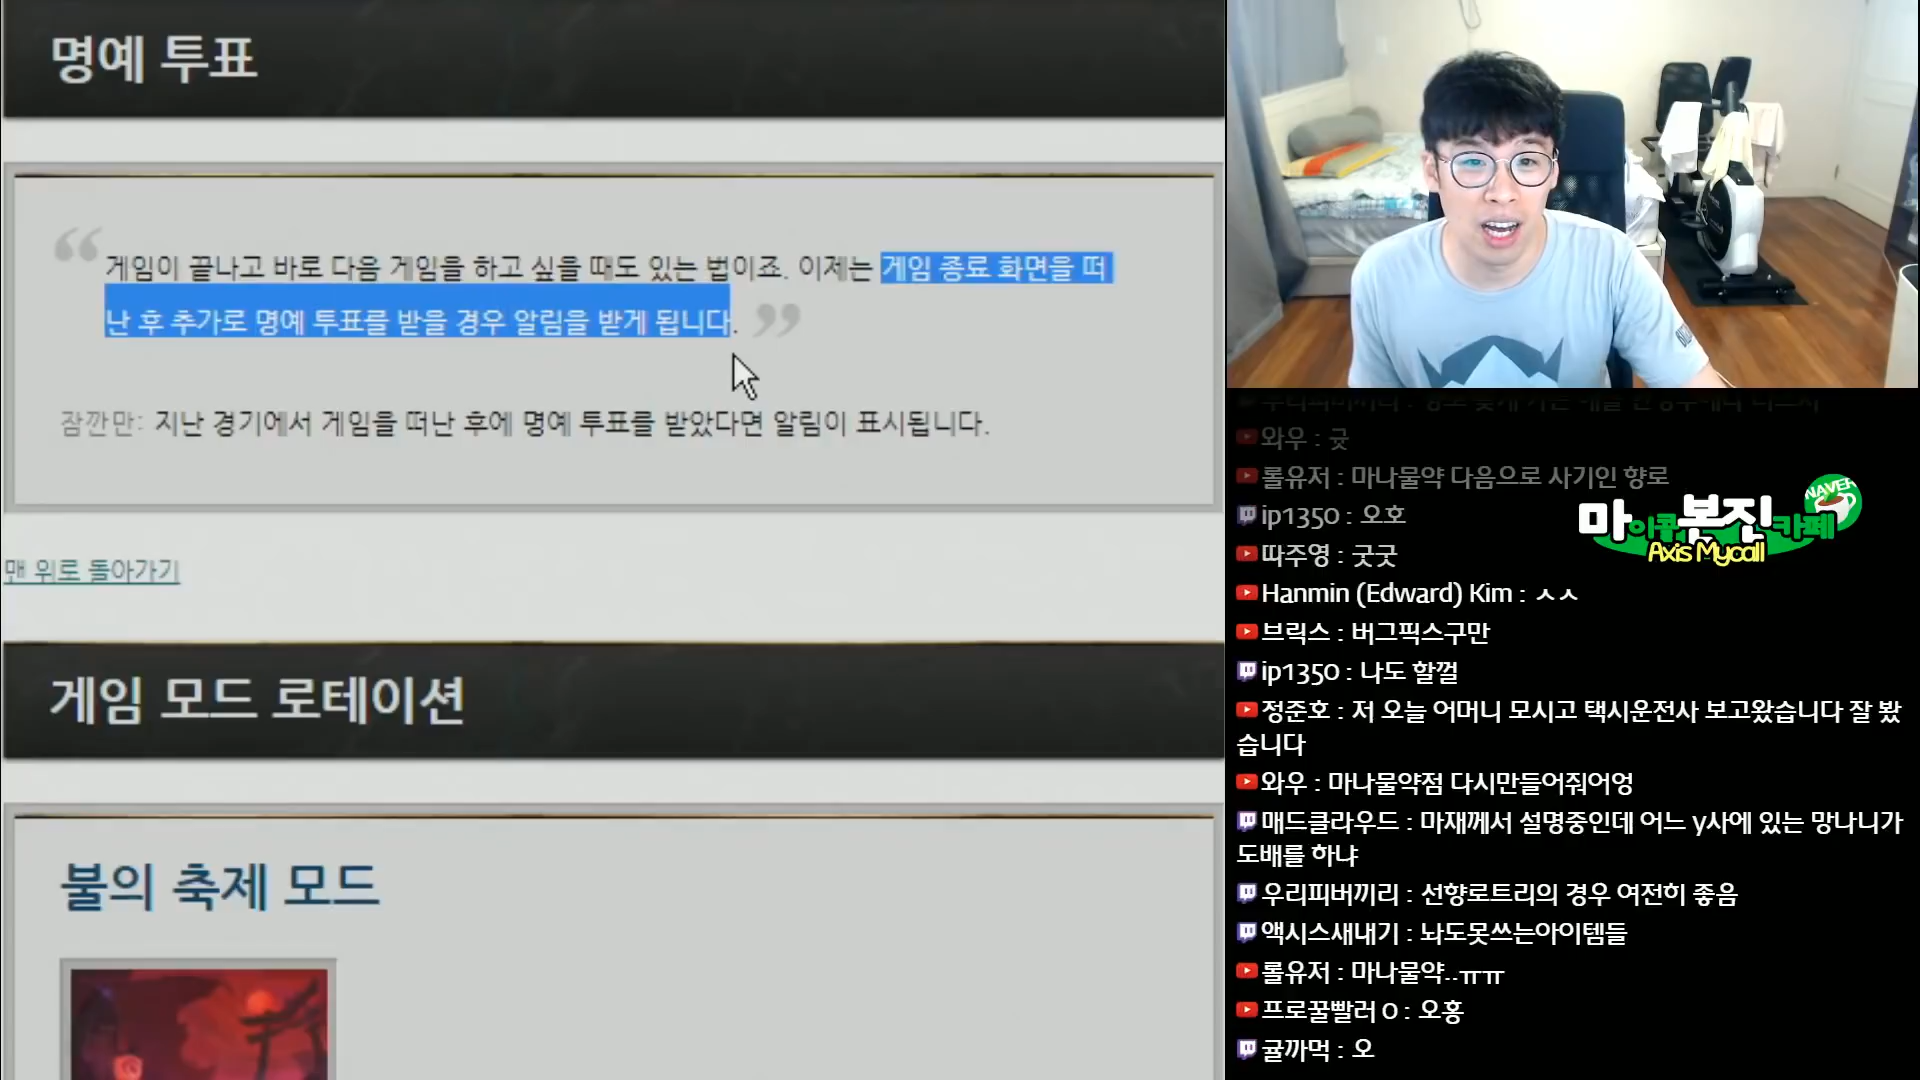 명예 투표
게임이 끝나고 바로 다음 게임을 하고 싶을 때도 있는 법이죠. 이제는 게임 종료 화면을 떠
난 후 추가로 명예 투표를 받을 경우 알림을 받게 됩니다.
잠깐만: 지난 경기에서 게임을 떠난 후에 명예 투표를 받았다면 알림이 표시됩니다.
맨 위로 돌아가기
게임 모드 로테이션
불의 축제 모드
와우 : 귲
롤유저 : 마나물약 다음으로 사기인 향로
ip1350 : 오호
따주영 : 굿굿
Hanmin (Edward) Kim : ㅅㅅ
브릭스 : 버그픽스구만
ip1350 : 나도 할껄
정준호 : 저 오늘 어머니 모시고 택시운전사 보고왔습니다 잘 봤
습니다
와우 : 마나물약점 다시만들어줘어엉
매드클라우드 : 마재께서 설명중인데 어느 y사에 있는 망나니가
도배를 하냐
우리피버끼리 : 선향로트리의 경우 여전히 좋음
액시스새내기 : 놔도못쓰는아이템들
롤유저 : 마나물약..ㅠㅠ
프로꿀빨러 0 : 오홍
귤까먹 : 오
NAVER
마이콜 본진 카페
Axis Mycall